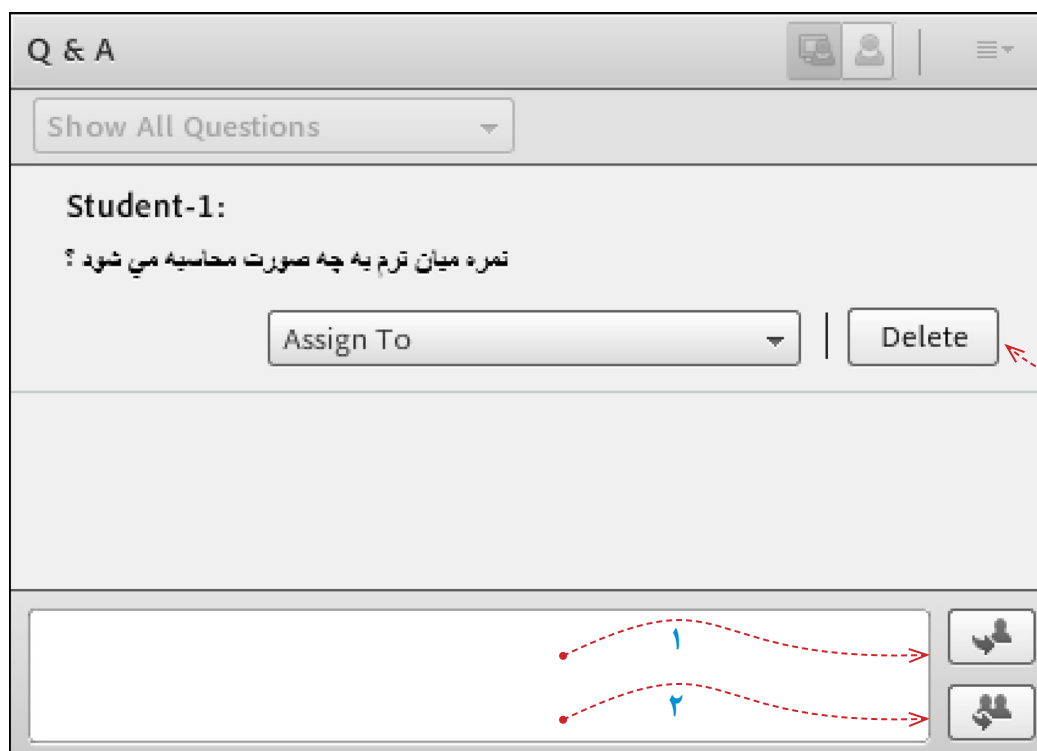 Q & A
Show All Questions
Student-1:
نمره میان ترم به چه صورت محاسبه مي شود ؟
Assign To
Delete
۱
۲